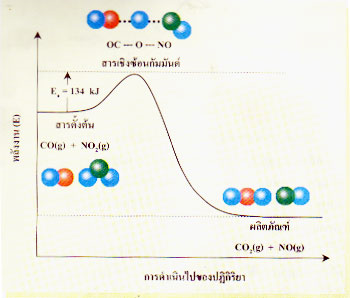 OC — O — NO
สารเชิงซ้อนกัมมันต์
Ea = 134 kJ
สารตั้งต้น
CO(g) + NO2(g)
พลังงาน (E)
ผลิตภัณฑ์
CO2(g) + NO(g)
การดำเนินไปของปฏิกิริยา